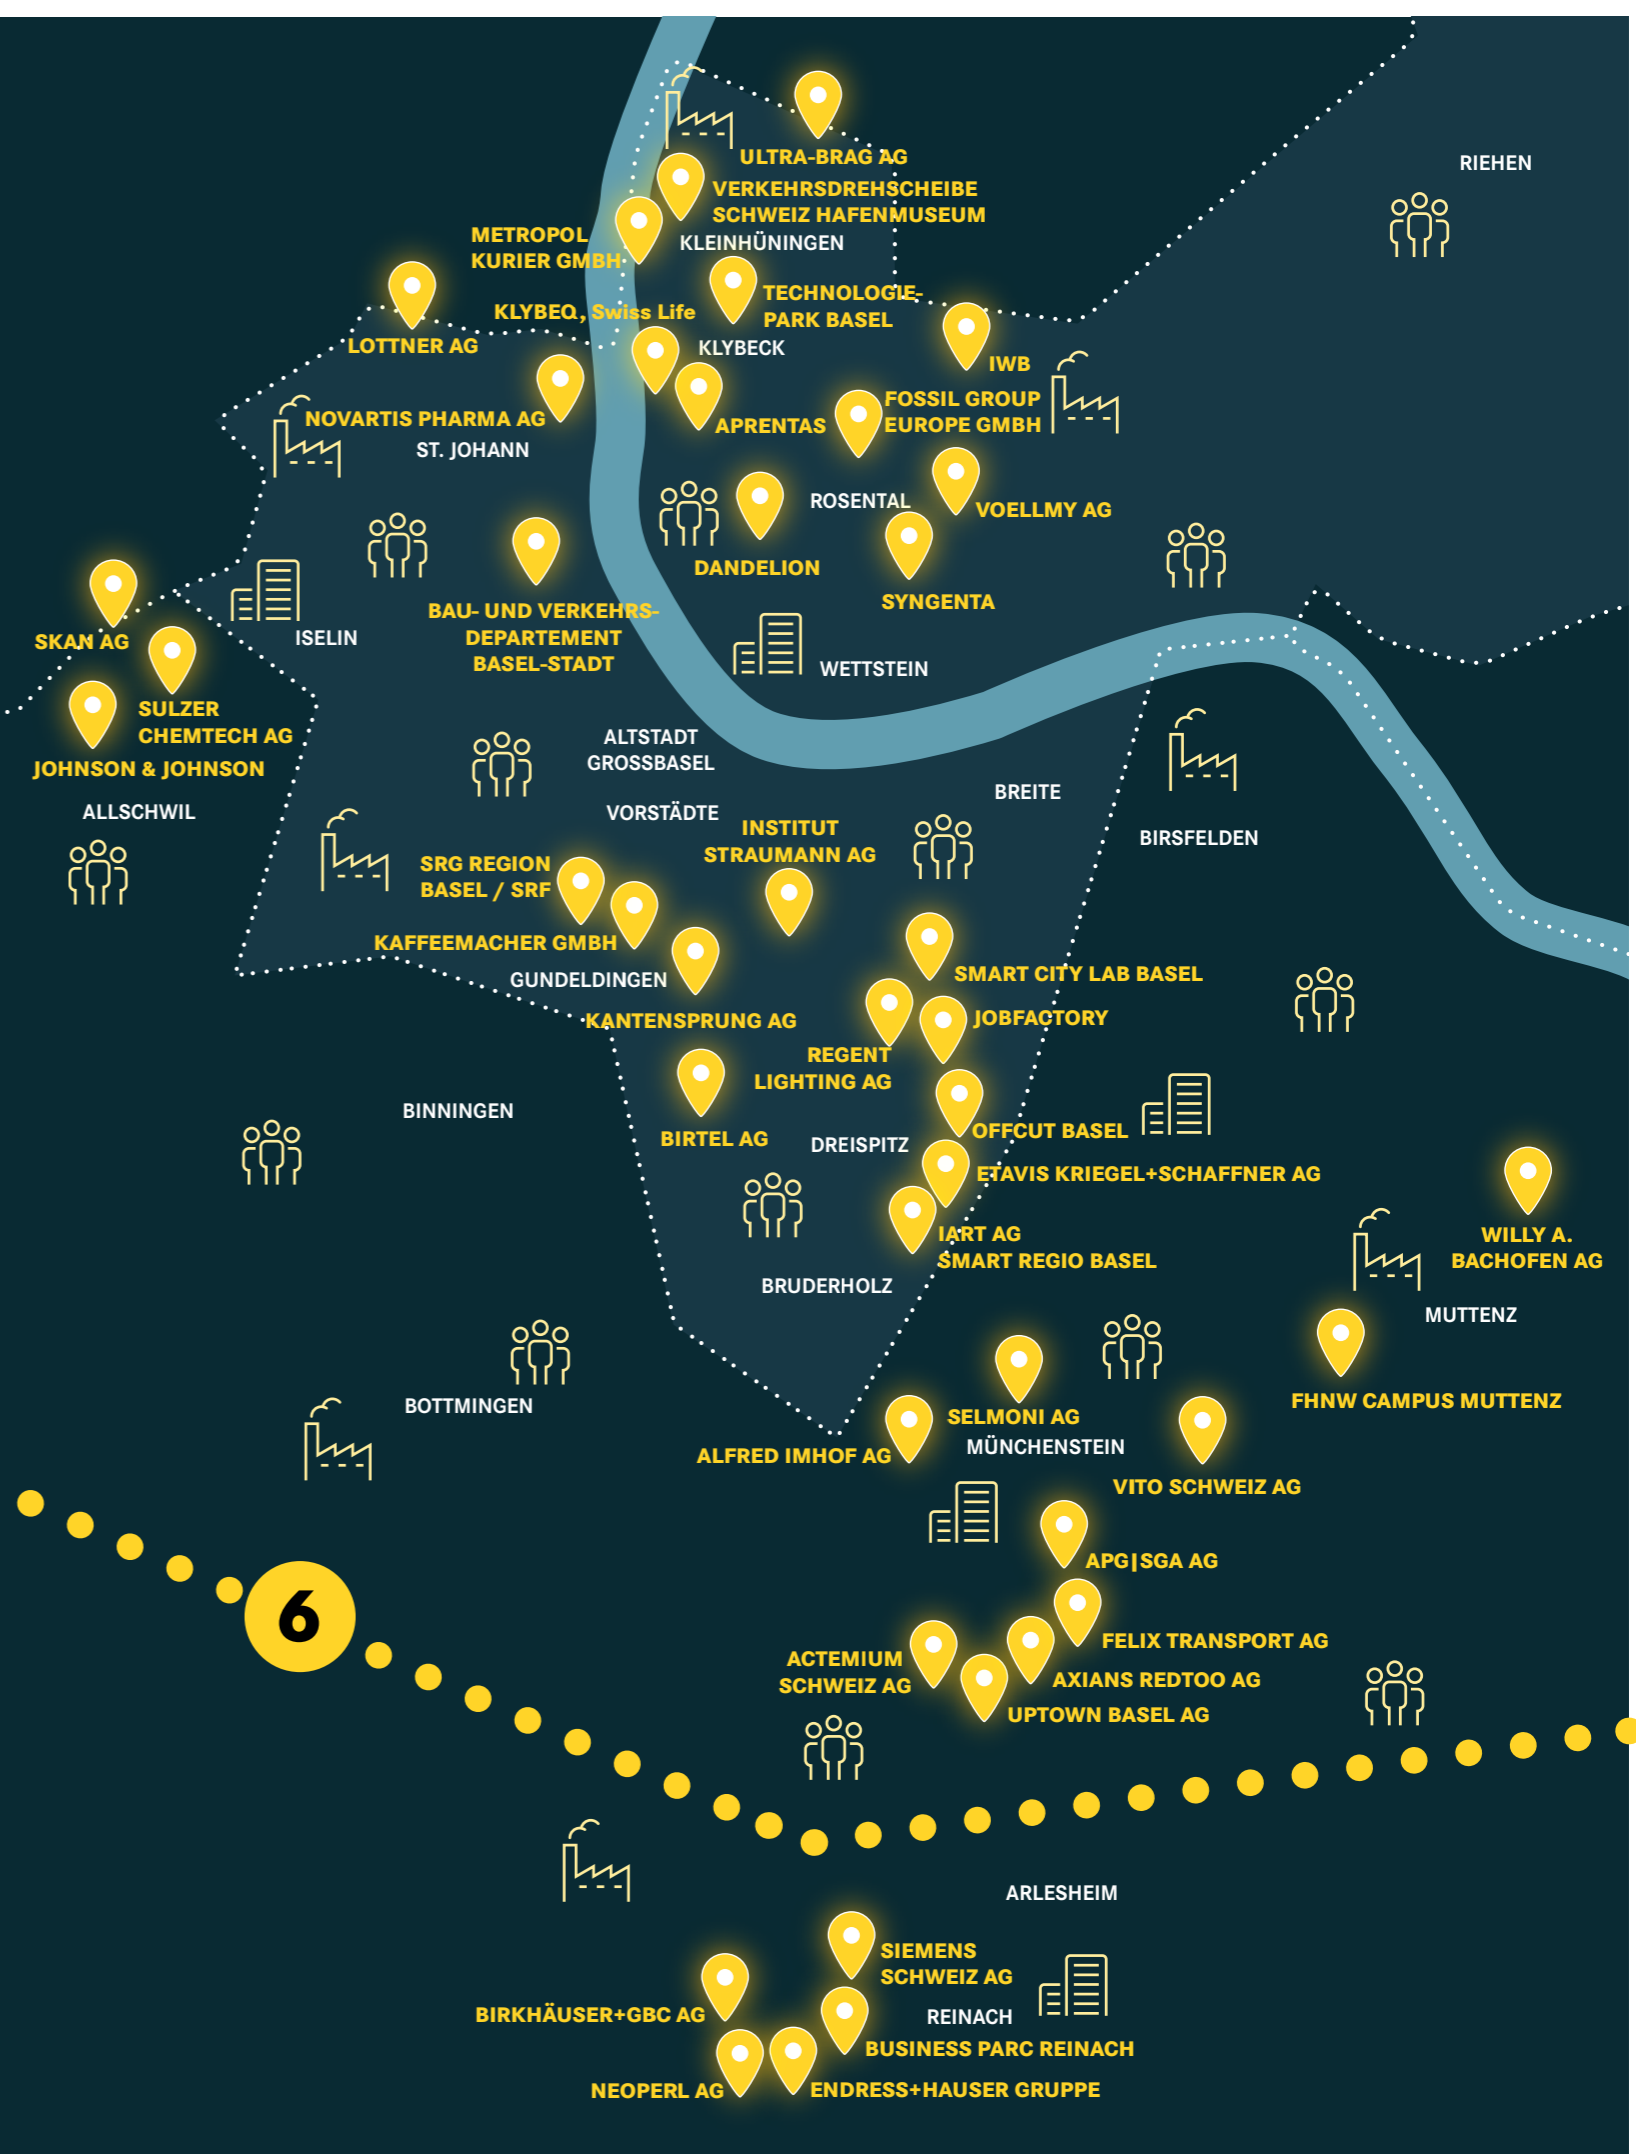 ULTRA-BRAG AG
RIEHEN
VERKEHRSDREHSCHEIBE
SCHWEIZ HAFENMUSEUM
METROPOL
KURIER GMBH
KLEINHÜNINGEN
TECHNOLOGIE-
PARK BASEL
KLYBEQ, Swiss Life
LOTTNER AG
KLYBECK
IWB
FOSSIL GROUP
EUROPE GMBH
NOVARTIS PHARMA AG
APRENTAS
ST. JOHANN
ROSENTAL
VOELLMY AG
DANDELION
SYNGENTA
BAU- UND VERKEHRS-
DEPARTEMENT
BASEL-STADT
SKAN AG
ISELIN
WETTSTEIN
SULZER
CHEMTECH AG
JOHNSON & JOHNSON
ALTSTADT
GROSSBASEL
BREITE
ALLSCHWIL
VORSTÄDTE
INSTITUT
STRAUMANN AG
BIRSFELDEN
SRG REGION
BASEL / SRF
KAFFEEMACHER GMBH
GUNDELDINGEN
SMART CITY LAB BASEL
KANTENSPRUNG AG
JOBFACTORY
REGENT
LIGHTING AG
BINNINGEN
BIRTEL AG
DREISPITZ
OFFCUT BASEL
ETAVIS KRIEGEL+SCHAFFNER AG
IART AG
SMART REGIO BASEL
WILLY A.
BACHOFEN AG
BRUDERHOLZ
MUTTENZ
FHNW CAMPUS MUTTENZ
BOTTMINGEN
SELMONI AG
MÜNCHENSTEIN
ALFRED IMHOF AG
VITO SCHWEIZ AG
APG|SGA AG
6
FELIX TRANSPORT AG
ACTEMIUM
SCHWEIZ AG
AXIANS REDTOO AG
UPTOWN BASEL AG
ARLESHEIM
SIEMENS
SCHWEIZ AG
BIRKHÄUSER+GBC AG
REINACH
BUSINESS PARC REINACH
NEOPERL AG
ENDRESS+HAUSER GRUPPE